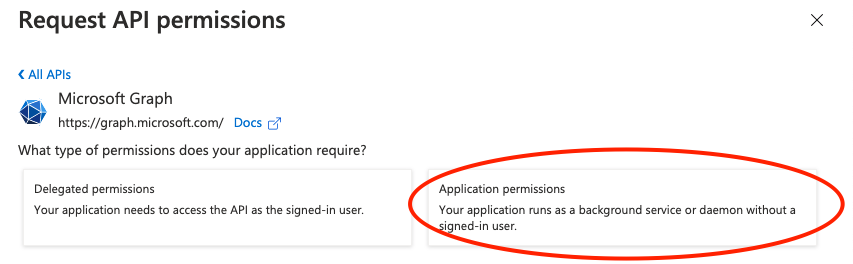 Request API permissions
All APIs
Microsoft Graph
https://graph.microsoft.com/ Docs
What type of permissions does your application require?
Delegated permissions
Your application needs to access the API as the signed-in user.
Application permissions
Your application runs as a background service or daemon without a
signed-in user.